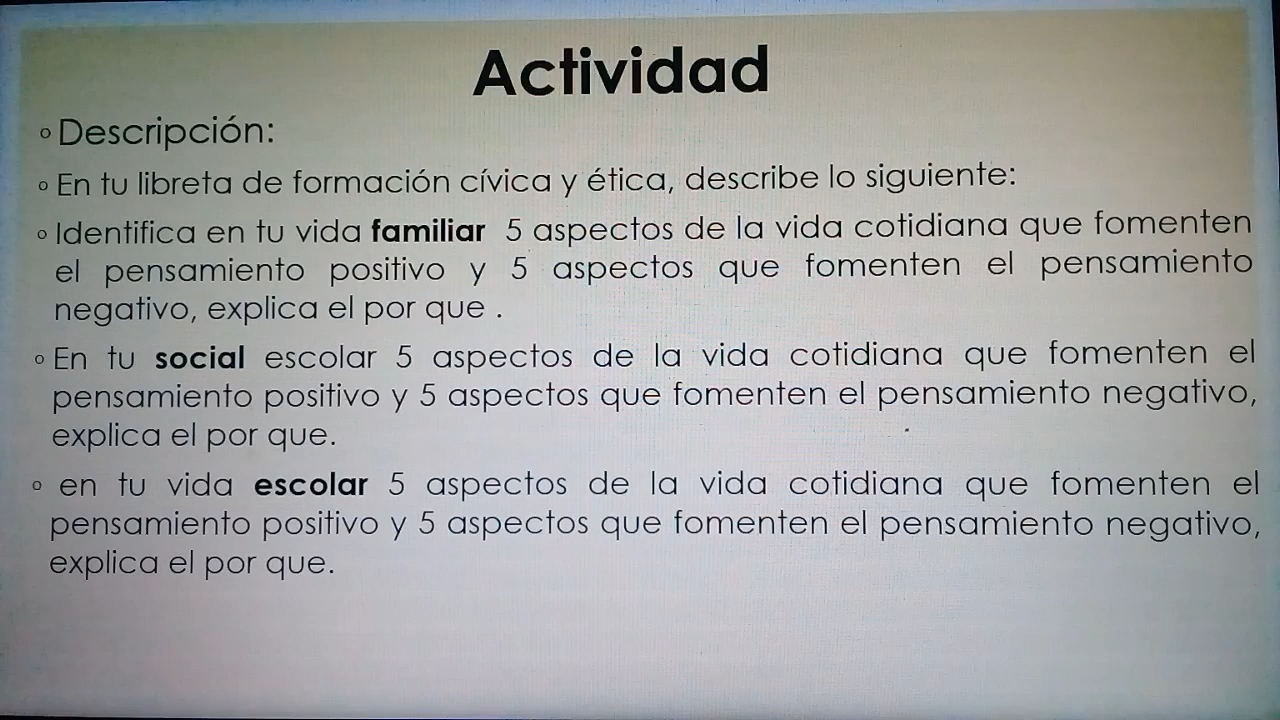 Actividad
◦ Descripción:
◦ En tu libreta de formación cívica y ética, describe lo siguiente:
◦ Identifica en tu vida familiar 5 aspectos de la vida cotidiana que fomenten
el pensamiento positivo y 5 aspectos que fomenten el pensamiento
negativo, explica el por que .
◦ En tu social escolar 5 aspectos de la vida cotidiana que fomenten el
pensamiento positivo y 5 aspectos que fomenten el pensamiento negativo,
explica el por que.
◦ en tu vida escolar 5 aspectos de la vida cotidiana que fomenten el
pensamiento positivo y 5 aspectos que fomenten el pensamiento negativo,
explica el por que.